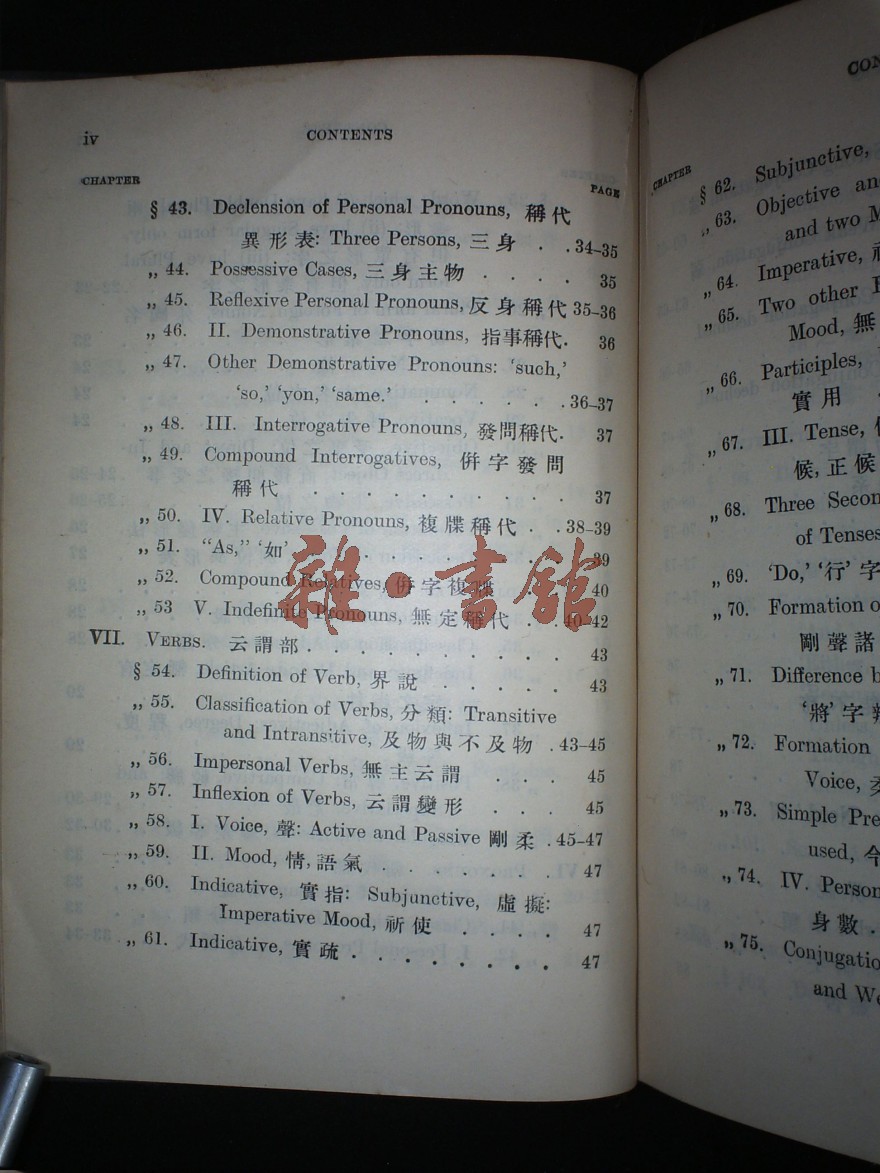 iv CONTENTS
CHAPTER PAGE
§ 43. Declension of Personal Pronouns, 稱代
異形表: Three Persons, 三身 . . 34–35
„ 44. Possessive Cases, 三身主物 . . . 35
„ 45. Reflexive Personal Pronouns, 反身稱代 35–36
„ 46. II. Demonstrative Pronouns, 指事稱代. 36
„ 47. Other Demonstrative Pronouns: ‘such,’
‘so,’ ‘yon,’ ‘same.’ . . . . . . . 36–37
„ 48. III. Interrogative Pronouns, 發問稱代. 37
„ 49. Compound Interrogatives, 併字發問
稱代 . . . . . . . . . . 37
„ 50. IV. Relative Pronouns, 複牒稱代 . . 38–39
„ 51. “As,” ‘如’ . . . . . . . . 39
„ 52. Compound Relatives, 併字複牒 . . 40
„ 53 V. Indefinite Pronouns, 無定稱代 . 40–42
雜·書館
VII. VERBS. 云謂部 . . . . . . . . . 43
§ 54. Definition of Verb, 界說 . . . . . . 43
„ 55. Classification of Verbs, 分類: Transitive
and Intransitive, 及物與不及物 . 43–45
„ 56. Impersonal Verbs, 無主云謂 . . . 45
„ 57. Inflexion of Verbs, 云謂變形 . . . 45
„ 58. I. Voice, 聲: Active and Passive 剛柔 . 45–47
„ 59. II. Mood, 情, 語氣 . . . . . . . 47
„ 60. Indicative, 實指: Subjunctive, 虛擬:
Imperative Mood, 祈使 . . . . 47
„ 61. Indicative, 實疏 . . . . . . . . 47
CHAPTER
§ 62. Subjunctive,
„ 63. Objective
and two
„ 64. Imperative,
„ 65. Two other
Mood, 無
„ 66. Participles,
實用
„ 67. III. Tense,
候, 正候
„ 68. Three
of Tenses
„ 69. ‘Do,’ ‘行’ 字
„ 70. Formation
剛聲諸
„ 71. Difference
‘將’ 字
„ 72. Formation
Voice,
„ 73. Simple
used, 今
„ 74. IV.
身數
„ 75.
and